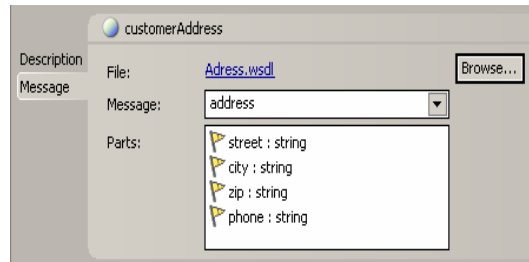 customerAddress
Description
Message
File: Adress.wsdl Browse...
Message: address
Parts: street : string
city : string
zip : string
phone : string